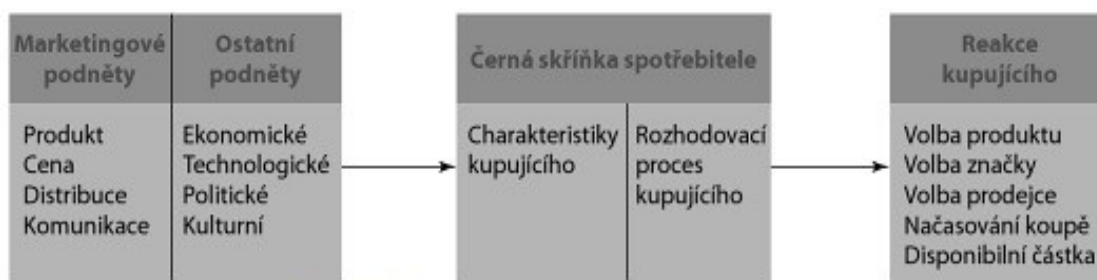 Marketingové
podněty
Ostatní
podněty
Černá skříňka spotřebitele
Reakce
kupujícího
Produkt
Cena
Distribuce
Komunikace
Ekonomické
Technologické
Politické
Kulturní
Charakteristiky
kupujícího
Rozhodovací
proces
kupujícího
Volba produktu
Volba značky
Volba prodejce
Načasování koupě
Disponibilní částka